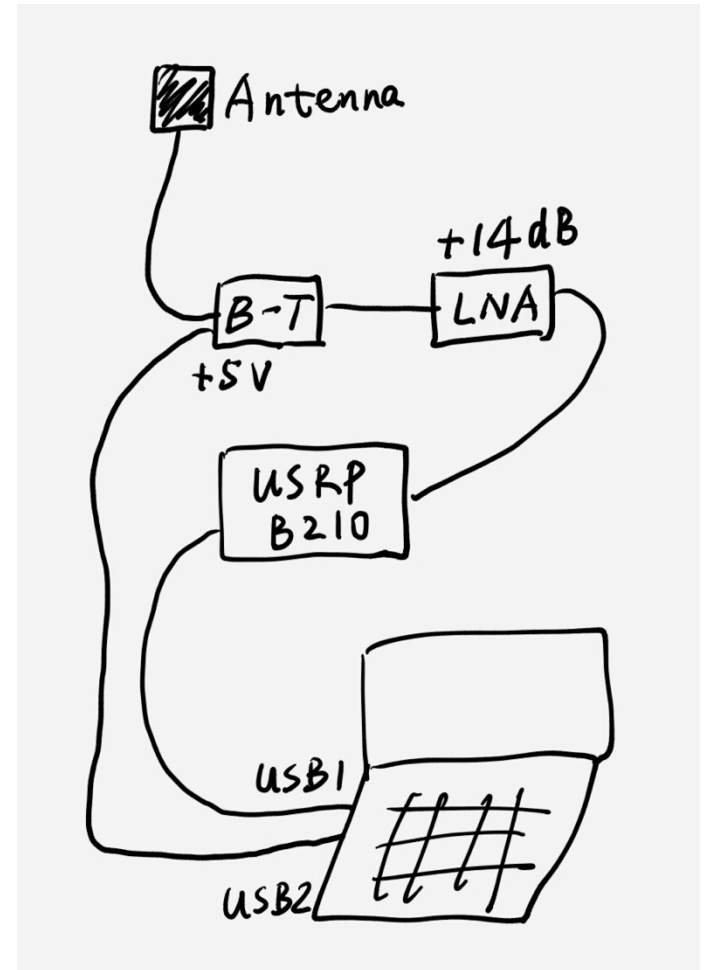 Antenna
+14dB
B-T
LNA
+5V
USRP
B210
USB1
USB2